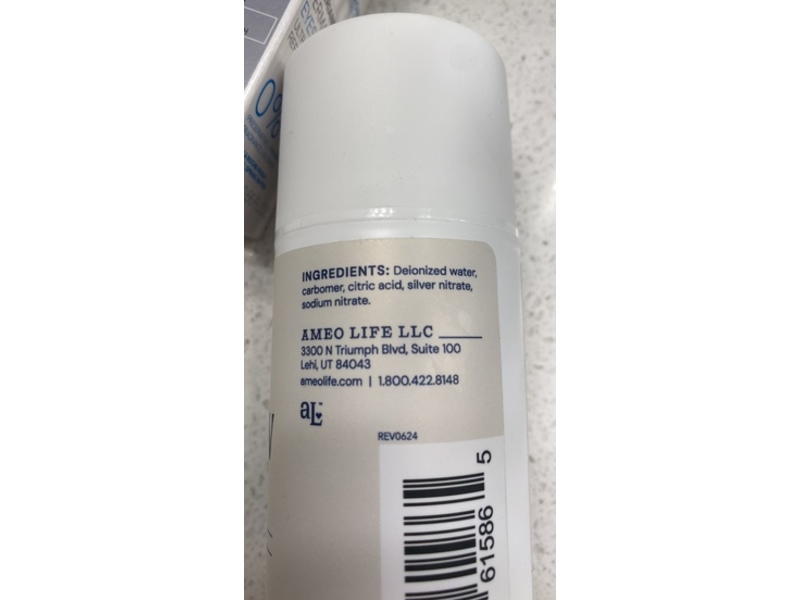 0%
INGREDIENTS: Deionized water,
carbomer, citric acid, silver nitrate,
sodium nitrate.
AMEO LIFE LLC
3300 N Triumph Blvd, Suite 100
Lehi, UT 84043
ameolife.com | 1.800.422.8148
aL
REV0624
61586 5